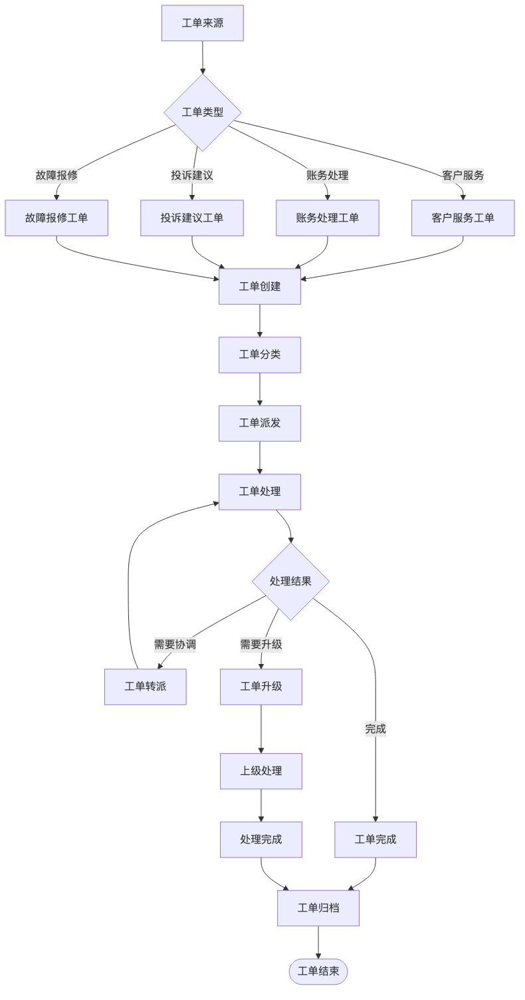 工单来源
工单类型
故障报修
投诉建议
账务处理
客户服务
故障报修工单
投诉建议工单
账务处理工单
客户服务工单
工单创建
工单分类
工单派发
工单处理
处理结果
需要协调
需要升级
工单转派
工单升级
完成
上级处理
处理完成
工单完成
工单归档
工单结束